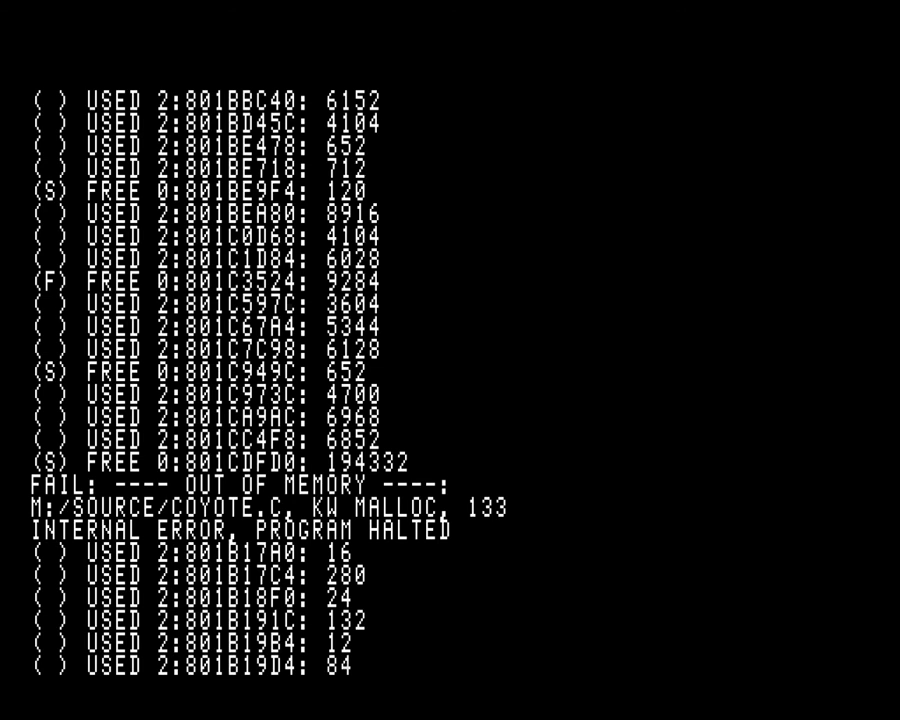 ( ) USED 2:801BBC40: 6152
( ) USED 2:801BD45C: 4104
( ) USED 2:801BE478: 652
( ) USED 2:801BE718: 712
(S) FREE 0:801BE9F4: 120
( ) USED 2:801BEA80: 8916
( ) USED 2:801C0D68: 4104
( ) USED 2:801C1D84: 6028
(F) FREE 0:801C3524: 9284
( ) USED 2:801C597C: 3604
( ) USED 2:801C67A4: 5344
( ) USED 2:801C7C98: 6128
(S) FREE 0:801C949C: 652
( ) USED 2:801C973C: 4700
( ) USED 2:801CA9AC: 6968
( ) USED 2:801CC4F8: 6852
(S) FREE 0:801CDFD0: 194332
FAIL: ---- OUT OF MEMORY ----:
M:/SOURCE/COYOTE.C, KW MALLOC, 133
INTERNAL ERROR, PROGRAM HALTED
( ) USED 2:801B17A0: 16
( ) USED 2:801B17C4: 280
( ) USED 2:801B18F0: 24
( ) USED 2:801B191C: 132
( ) USED 2:801B19B4: 12
( ) USED 2:801B19D4: 84